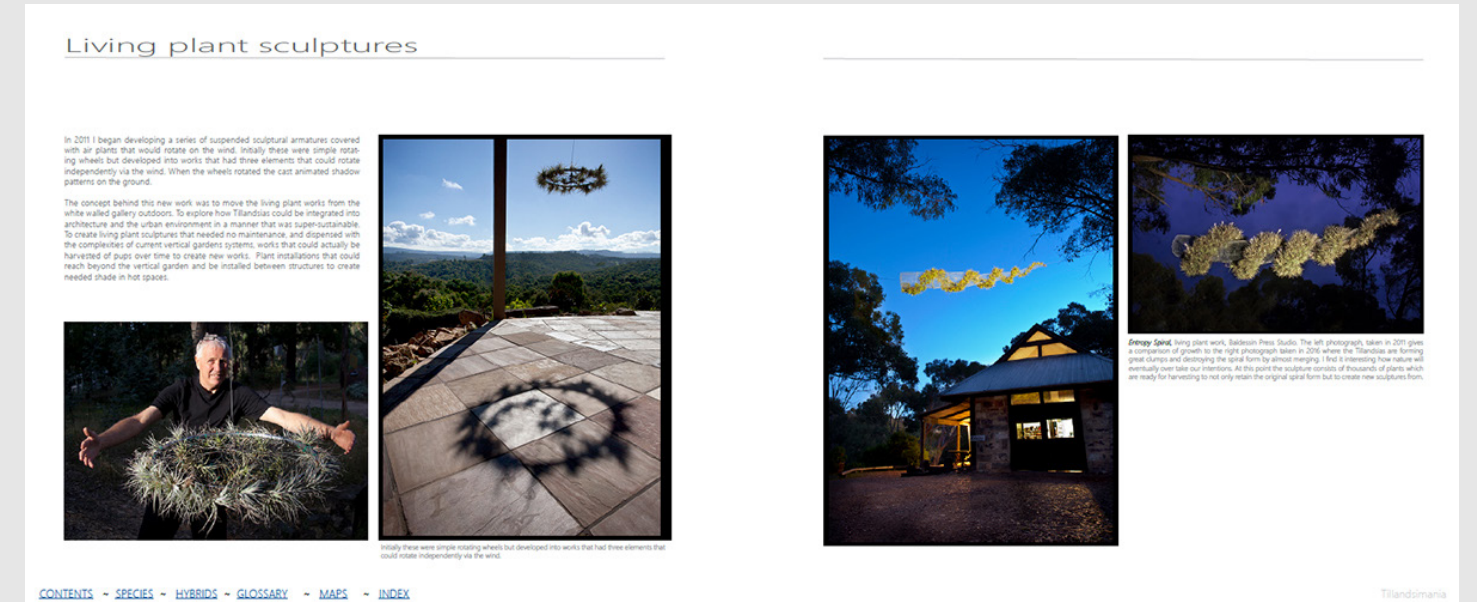 Living plant sculptures
In 2011 I began developing a series of suspended sculptural armatures covered
with air plants that would rotate on the wind. Initially these were simple rotat-
ing wheels but developed into works that had three elements that could rotate
independently via the wind. When the wheels rotated the cast animated shadow
patterns on the ground.
The concept behind this new work was to move the living plant works from the
white walled gallery outdoors. To explore how Tillandsias could be integrated into
architecture and the urban environment in a manner that was super-sustainable.
To create living plant sculptures that needed no maintenance, and dispensed with
the complexities of current vertical gardens systems, works that could actually be
harvested of pups over time to create new works. Plant installations that could
reach beyond the vertical garden and be installed between structures to create
needed shade in hot spaces.
Initially these were simple rotating wheels but developed into works that had three elements that
could rotate independently via the wind.
Entropy Spiral, living plant work, Baldessin Press Studio. The left photograph, taken in 2011 gives
a comparison of growth to the right photograph taken in 2016 where the Tillandsias are forming
great clumps and destroying the spiral form by almost merging. I find it interesting how nature will
eventually over take our intentions. At this point the sculpture consists of thousands of plants which
are ready for harvesting to not only retain the original spiral form but to create new sculptures from.
CONTENTS ~ SPECIES ~ HYBRIDS ~ GLOSSARY ~ MAPS ~ INDEX
Tillandsimania